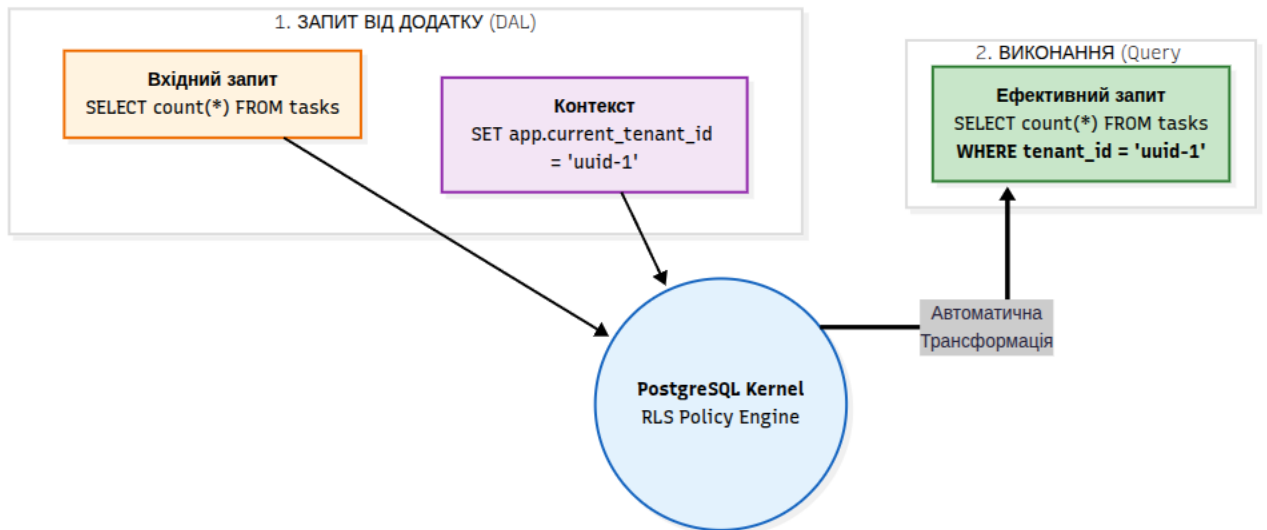 1. ЗАПИТ ВІД ДОДАТКУ (DAL)
Вхідний запит
SELECT count(*) FROM tasks
Контекст
SET app.current_tenant_id
= 'uuid-1'
2. ВИКОНАННЯ (Query
Ефективний запит
SELECT count(*) FROM tasks
WHERE tenant_id = 'uuid-1'
Автоматична
Трансформація
PostgreSQL Kernel
RLS Policy Engine